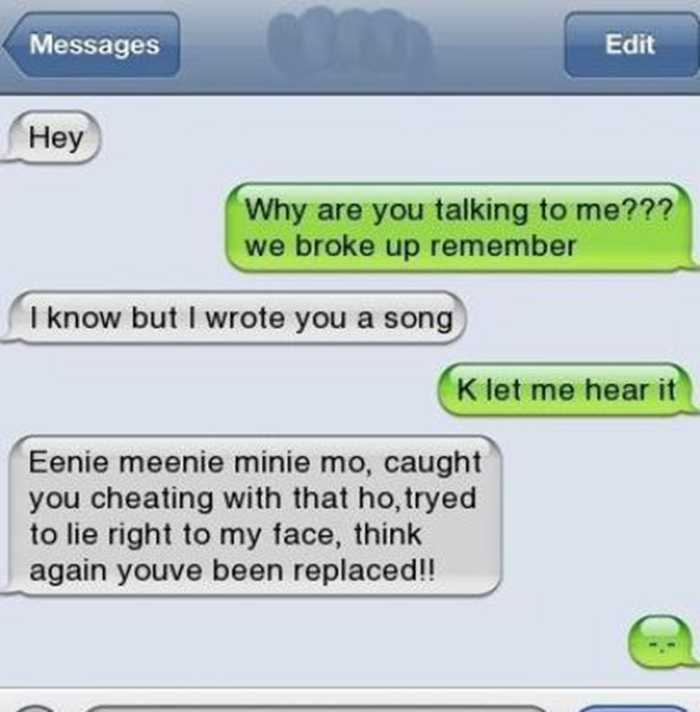 Messages
Edit
Hey
Why are you talking to me???
we broke up remember
I know but I wrote you a song
K let me hear it
Eenie meenie minie mo, caught
you cheating with that ho,tryed
to lie right to my face, think
again youve been replaced!!
-.-